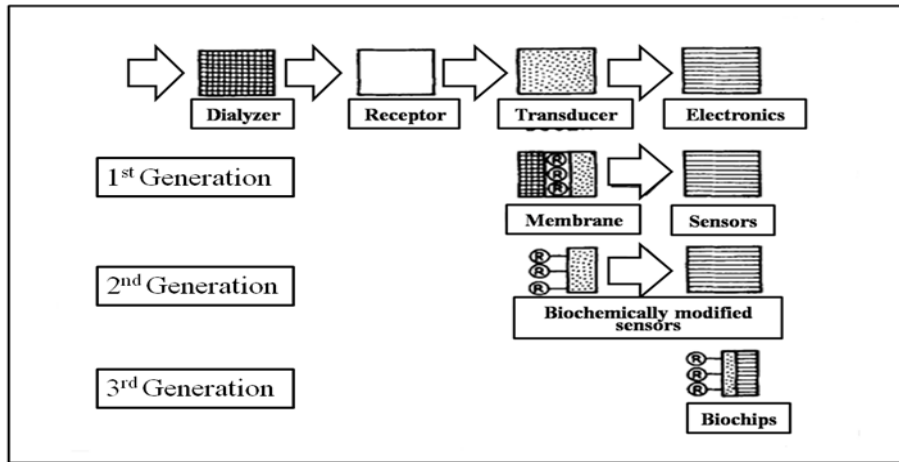 Dialyzer
Receptor
Transducer
Electronics
1st Generation
R
R
R
Membrane
Sensors
2nd Generation
R
R
R
Biochemically modified
sensors
3rd Generation
R
R
R
Biochips